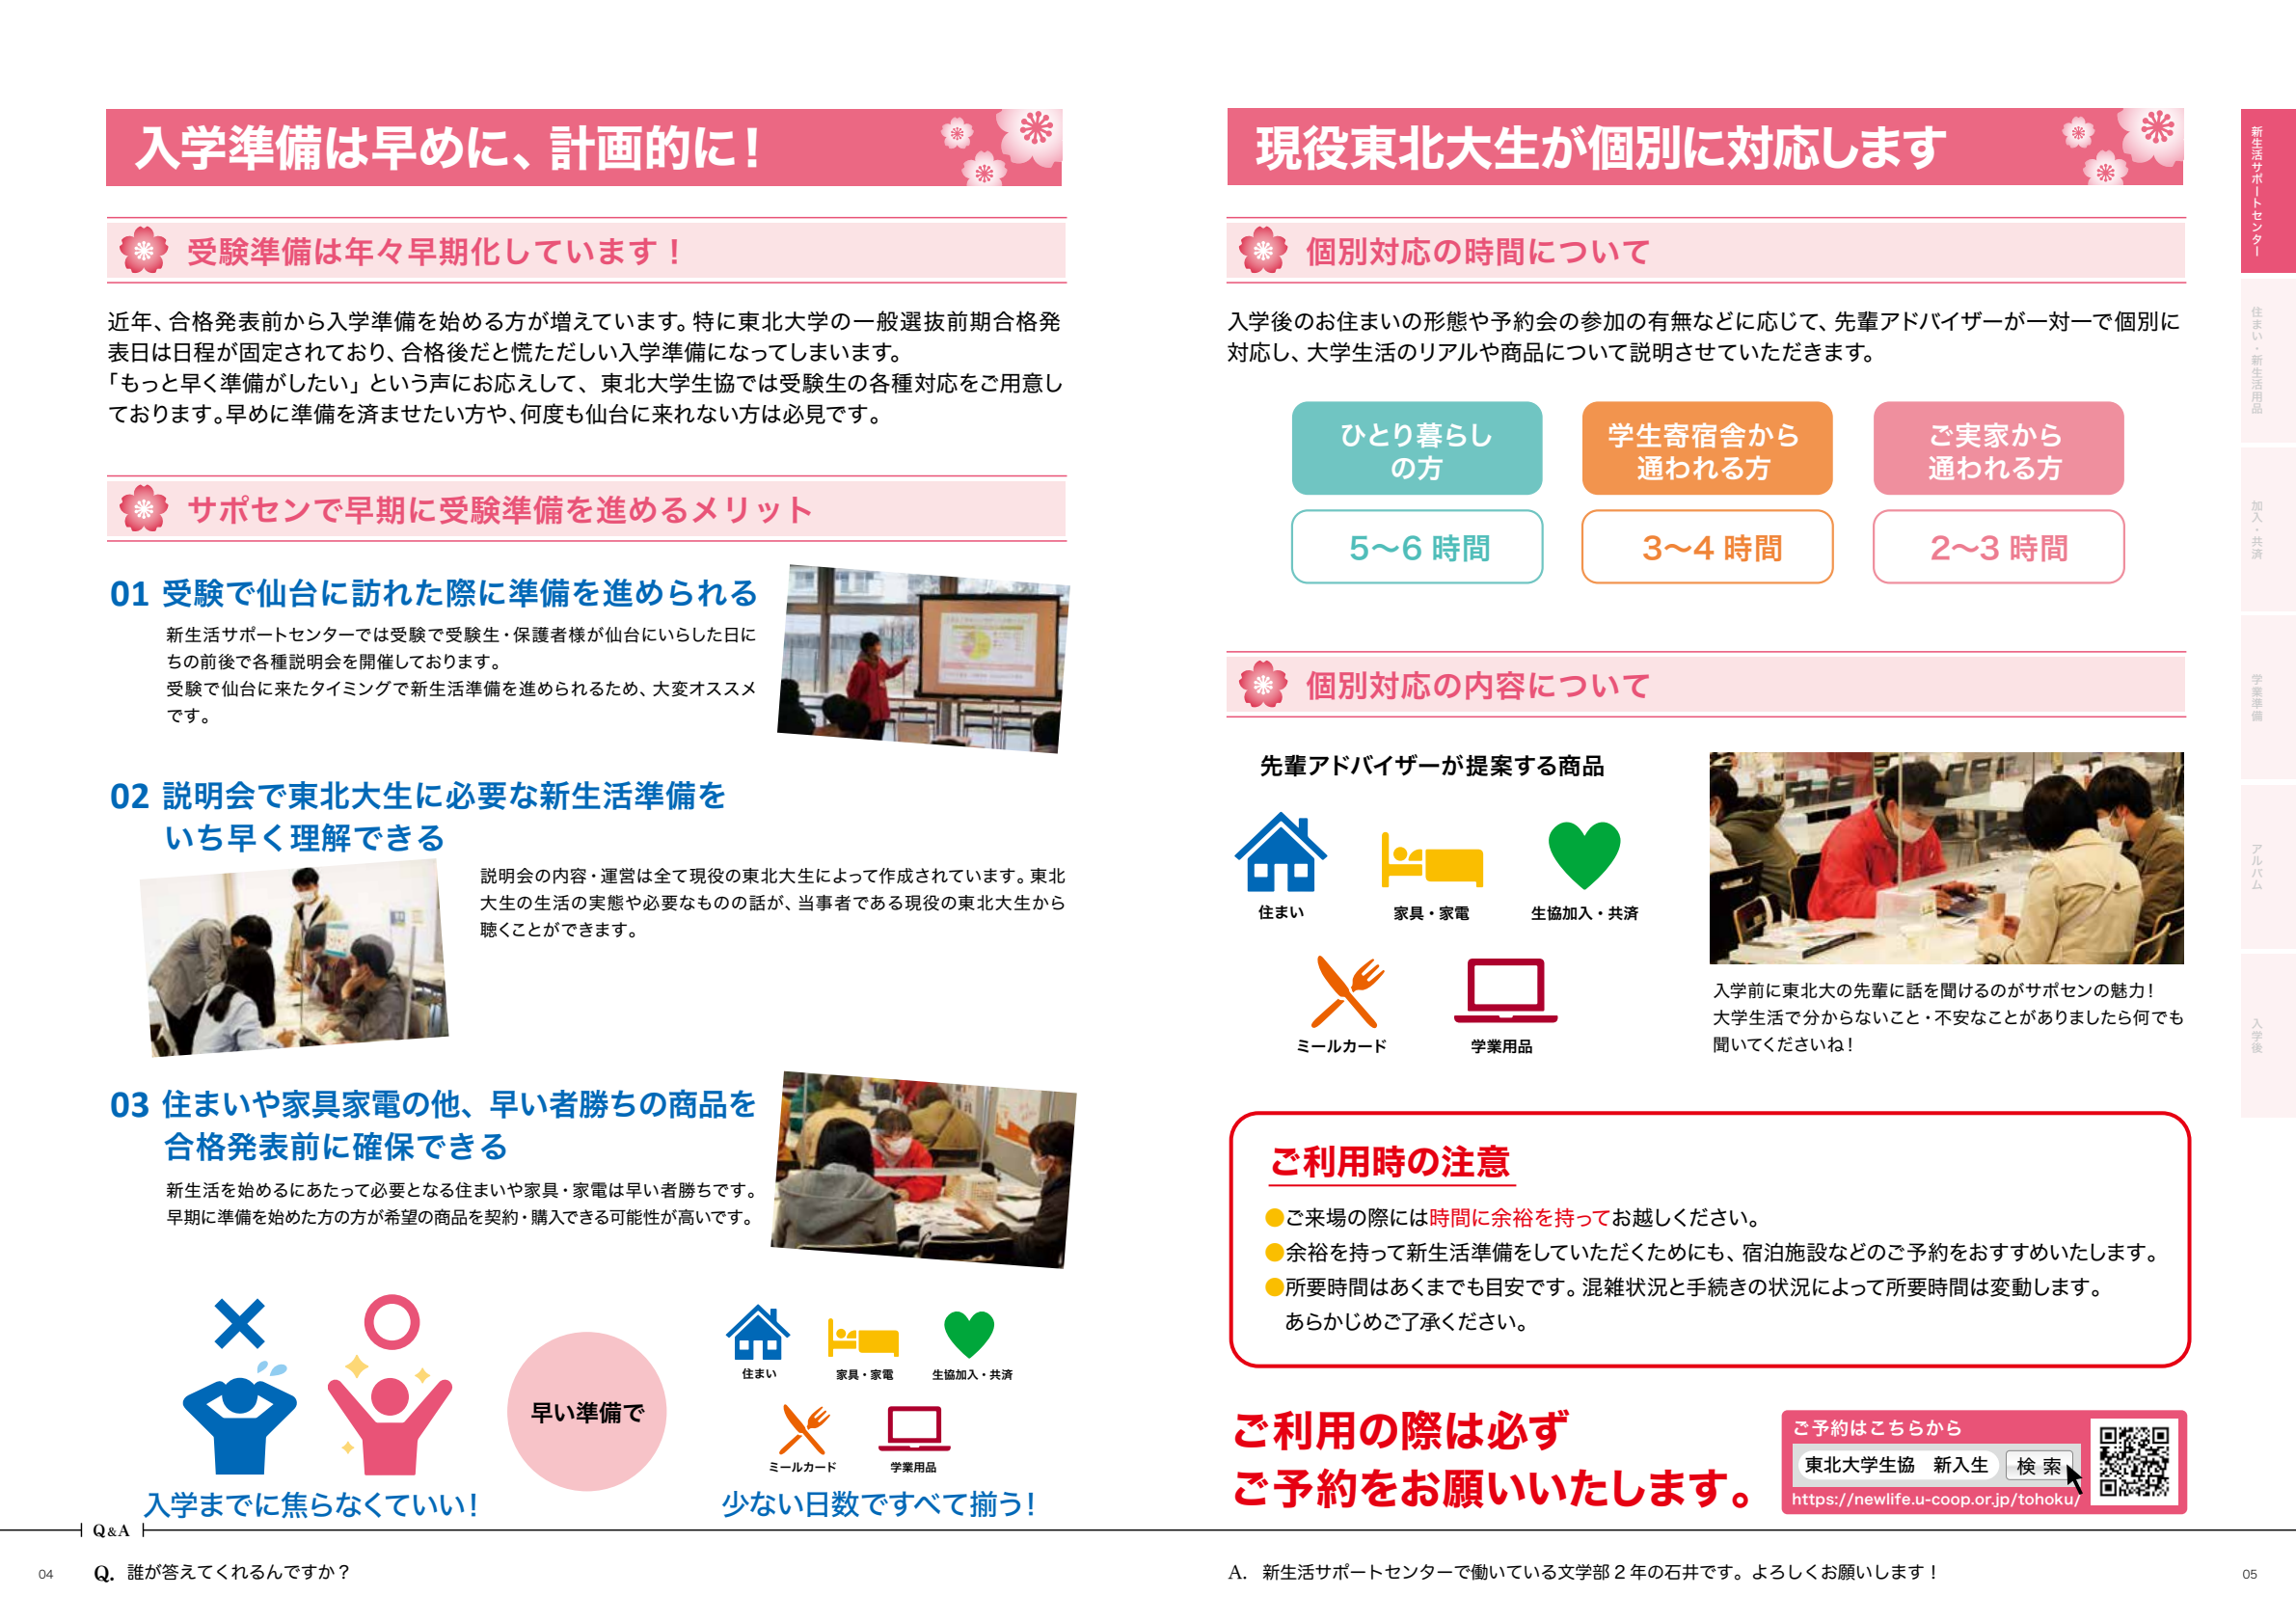 入学準備は早めに、計画的に！
受験準備は年々早期化しています！
近年、合格発表前から入学準備を始める方が増えています。特に東北大学の一般選抜前期合格発
表日は日程が固定されており、合格後だと慌ただしい入学準備になってしまいます。
「もっと早く準備がしたい」という声にお応えして、東北大学生協では受験生の各種対応をご用意し
ております。早めに準備を済ませたい方や、何度も仙台に来れない方は必見です。
サポセンで早期に受験準備を進めるメリット
01 受験で仙台に訪れた際に準備を進められる
新生活サポートセンターでは受験で受験生・保護者様が仙台にいらした日に
ちの前後で各種説明会を開催しております。
受験で仙台に来たタイミングで新生活準備を進められるため、大変オススメ
です。
02 説明会で東北大生に必要な新生活準備を
いち早く理解できる
説明会の内容・運営は全て現役の東北大生によって作成されています。東北
大生の生活の実態や必要なものの話が、当事者である現役の東北大生から
聴くことができます。
03 住まいや家具家電の他、早い者勝ちの商品を
合格発表前に確保できる
新生活を始めるにあたって必要となる住まいや家具・家電は早い者勝ちです。
早期に準備を始めた方の方が希望の商品を契約・購入できる可能性が高いです。
早い準備で
住まい
家具・家電
生協加入・共済
ミールカード
学業用品
入学までに焦らなくていい！
少ない日数ですべて揃う！
現役東北大生が個別に対応します
個別対応の時間について
入学後のお住まいの形態や予約会の参加の有無などに応じて、先輩アドバイザーが一対一で個別に
対応し、大学生活のリアルや商品について説明させていただきます。
ひとり暮らし
の方
5〜6 時間
学生寄宿舎から
通われる方
3〜4 時間
ご実家から
通われる方
2〜3 時間
個別対応の内容について
先輩アドバイザーが提案する商品
住まい
家具・家電
生協加入・共済
ミールカード
学業用品
入学前に東北大の先輩に話を聞けるのがサポセンの魅力！
大学生活で分からないこと・不安なことがありましたら何でも
聞いてくださいね！
ご利用時の注意
●ご来場の際には時間に余裕を持ってお越しください。
●余裕を持って新生活準備をしていただくためにも、宿泊施設などのご予約をおすすめいたします。
●所要時間はあくまでも目安です。混雑状況と手続きの状況によって所要時間は変動します。
あらかじめご了承ください。
ご利用の際は必ず
ご予約をお願いいたします。
ご予約はこちらから
東北大学生協　新入生
検 索
https://newlife.u-coop.or.jp/tohoku/
新生活サポートセンター
住まい・新生活用品
加入・共済
学業準備
アルバム
入学後
Q&A
04
Q. 誰が答えてくれるんですか？
A. 新生活サポートセンターで働いている文学部 2 年の石井です。よろしくお願いします！
05